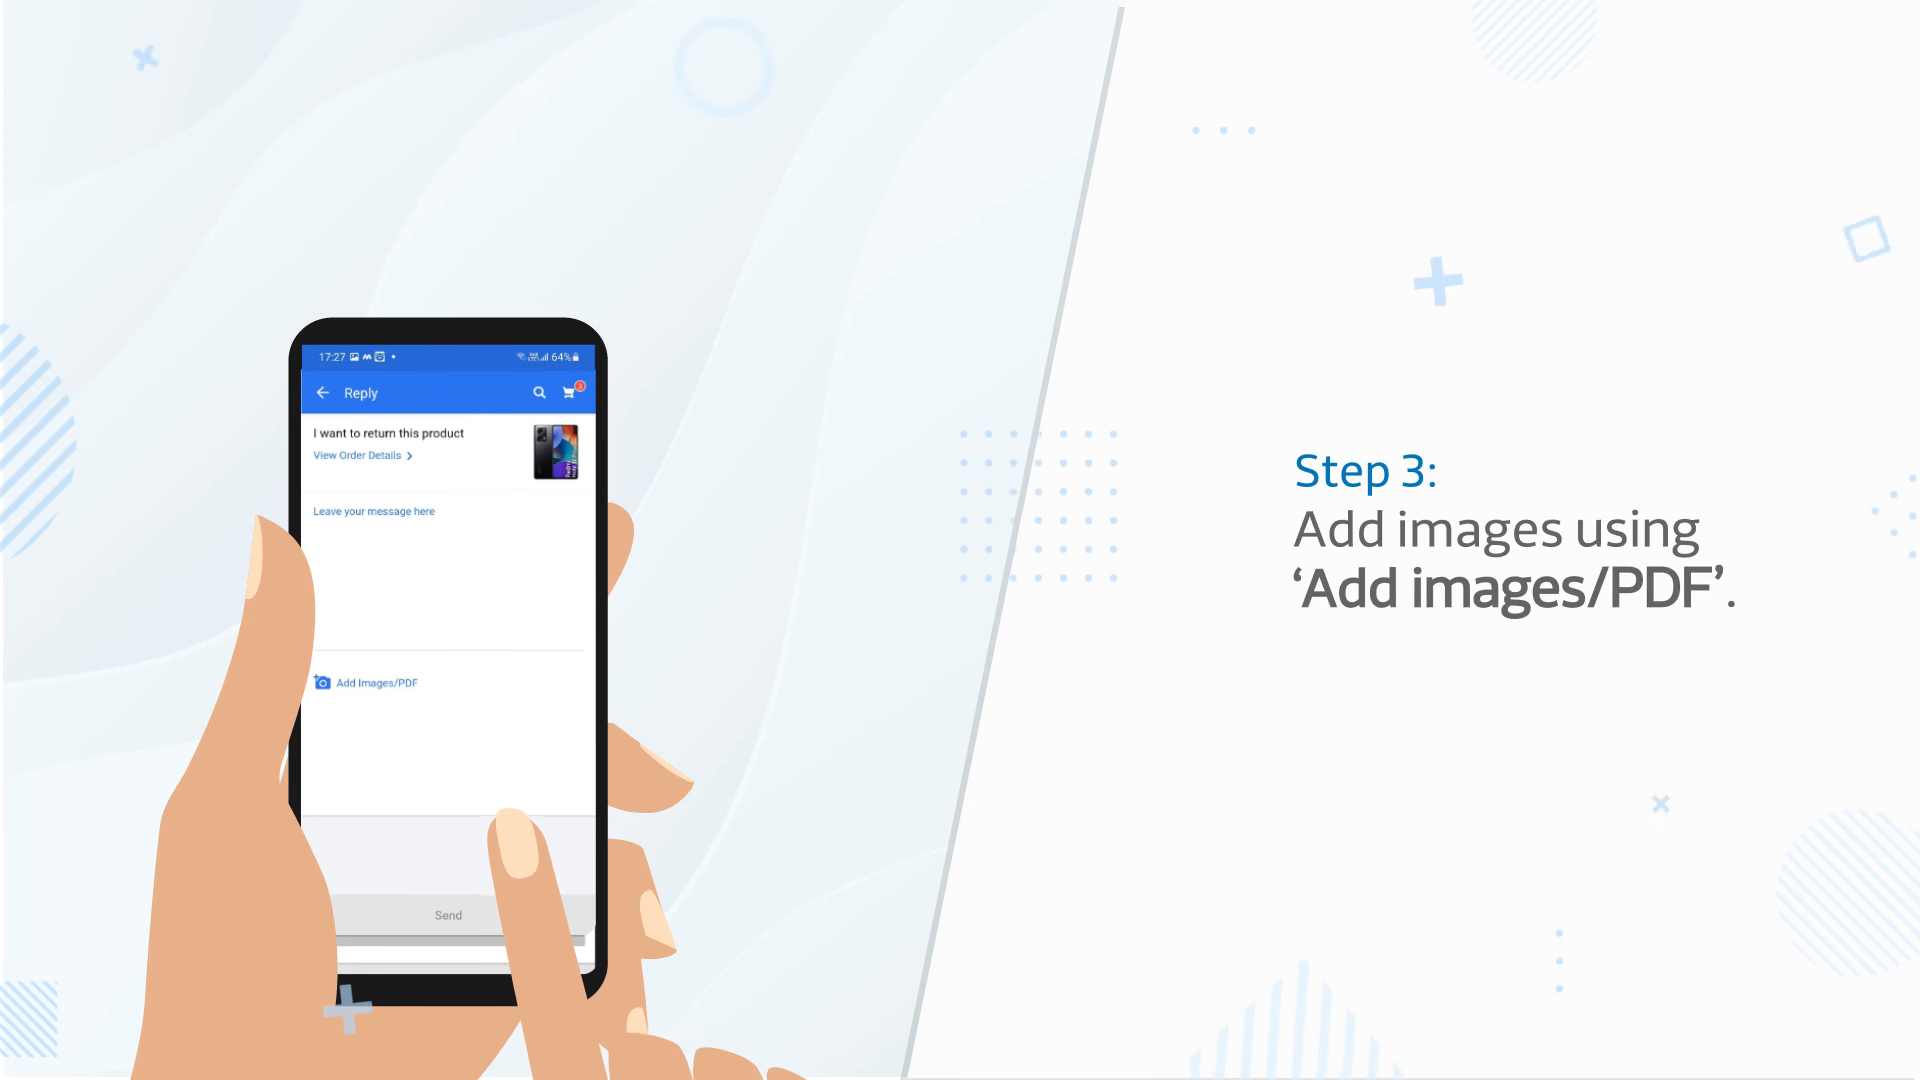 17:27
64%
Reply
3
I want to return this product
View Order Details
Leave your message here
Add Images/PDF
Send
Step 3:
Add images using
‘Add images/PDF’.